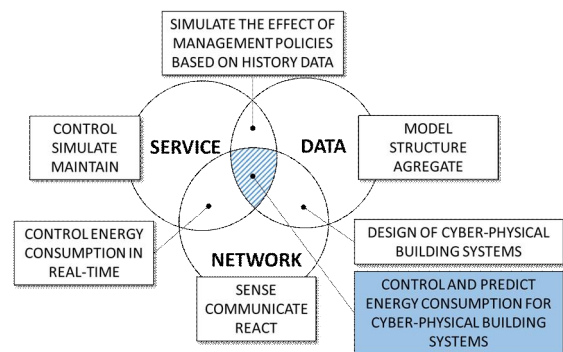 SIMULATE THE EFFECT OF
MANAGEMENT POLICIES
BASED ON HISTORY DATA
CONTROL
SIMULATE
MAINTAIN
SERVICE
DATA
MODEL
STRUCTURE
AGREGATE
CONTROL ENERGY
CONSUMPTION IN
REAL-TIME
NETWORK
SENSE
COMMUNICATE
REACT
DESIGN OF CYBER-PHYSICAL
BUILDING SYSTEMS
CONTROL AND PREDICT
ENERGY CONSUMPTION FOR
CYBER-PHYSICAL BUILDING
SYSTEMS